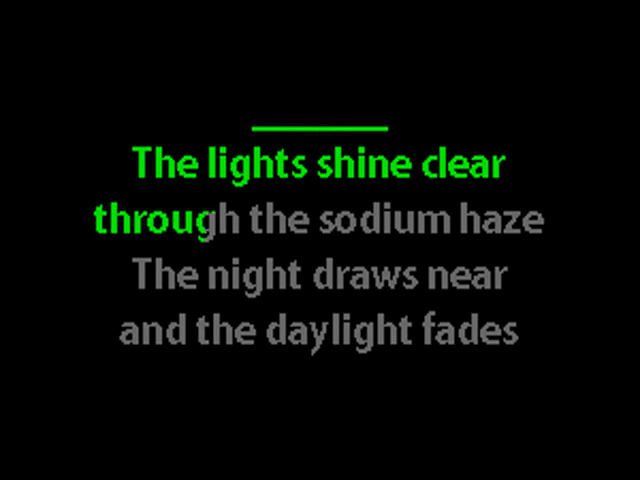 The lights shine clear
through the sodium haze
The night draws near
and the daylight fades